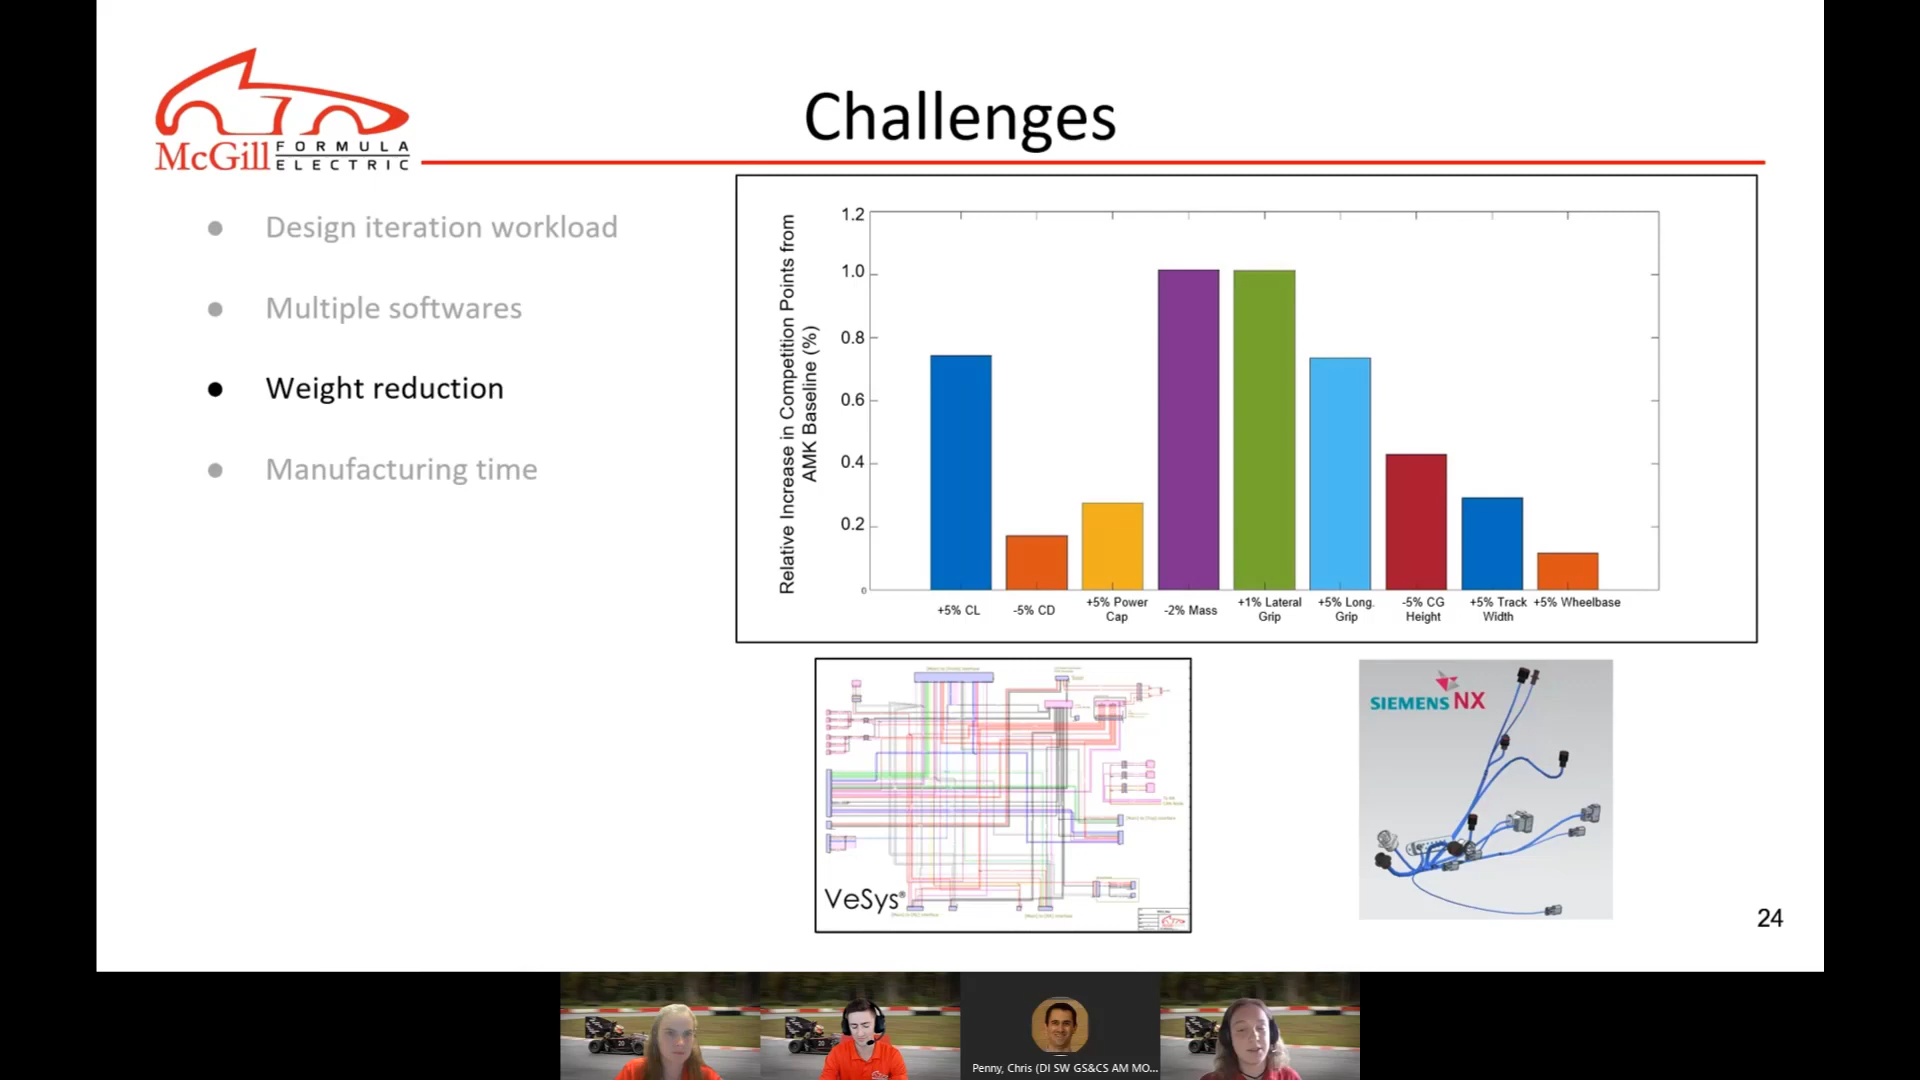 McGill FORMULA
ELECTRIC
Challenges
Design iteration workload
Multiple softwares
Weight reduction
Manufacturing time
Relative Increase in Competition Points from
AMK Baseline (%)
1.2
1.0
0.8
0.6
0.4
0.2
0
+5% CL
-5% CD
+5% Power
Cap
-2% Mass
+1% Lateral
Grip
+5% Long.
Grip
-5% CG
Height
+5% Track
Width
+5% Wheelbase
VeSys®
SIEMENS NX
24
Penny, Chris (DI SW GS&CS AM MO...